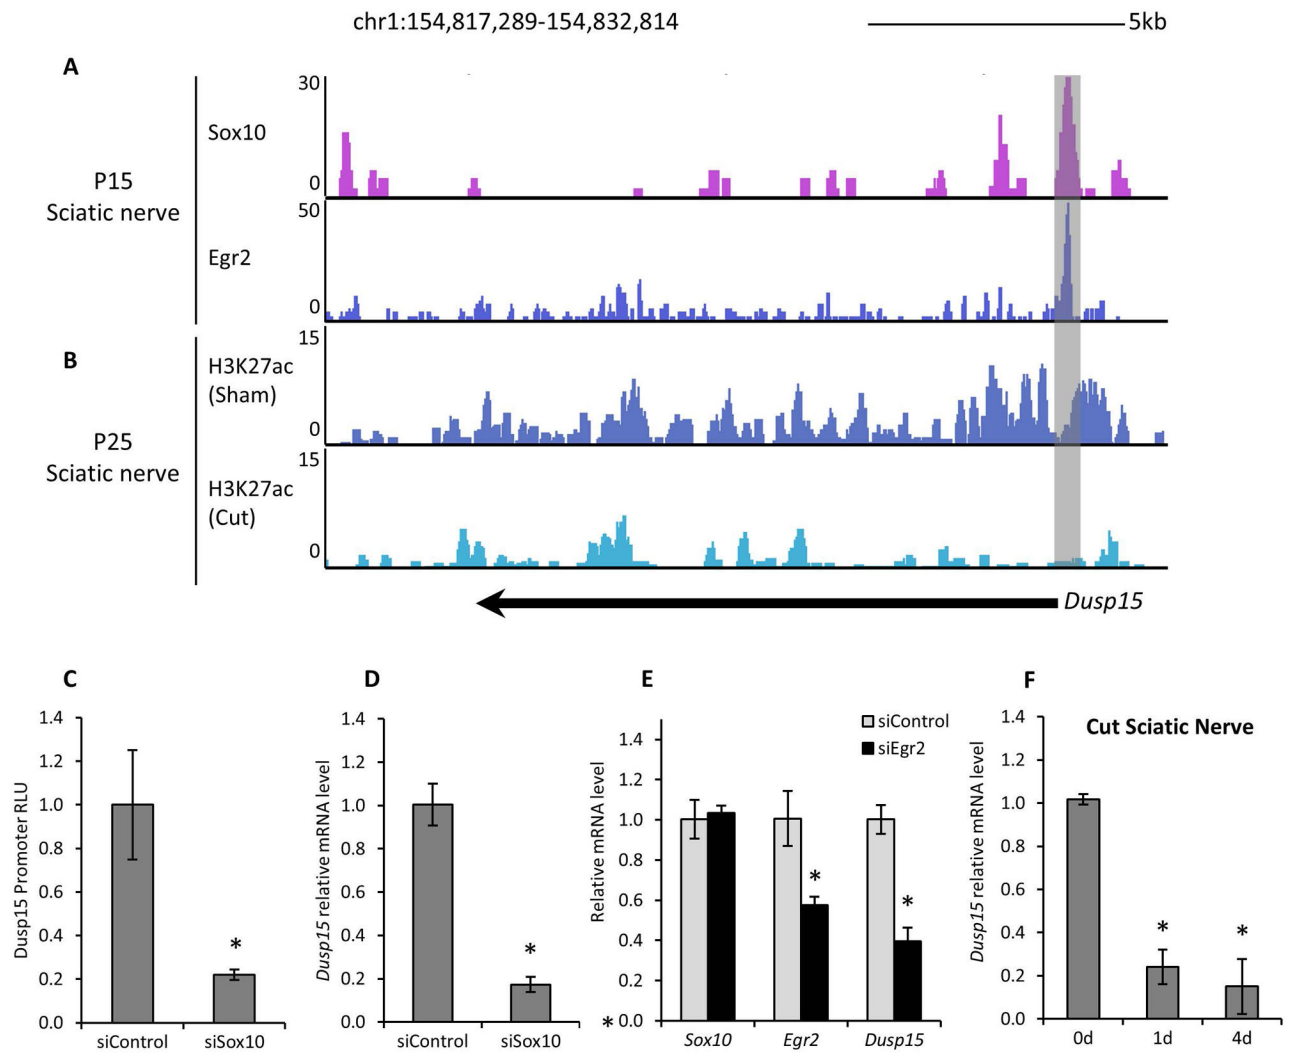 chr1:154,817,289-154,832,814 5kb
A
P15
Sciatic nerve
Sox10
30
0
Egr2
50
0
B
P25
Sciatic nerve
H3K27ac
(Sham)
15
0
H3K27ac
(Cut)
15
0
Dusp15
C
Dusp15 Promoter RLU
1.4
1.2
1.0
0.8
0.6
0.4
0.2
0.0
*
siControl siSox10
D
Dusp15 relative mRNA level
1.4
1.2
1.0
0.8
0.6
0.4
0.2
0.0
*
siControl siSox10
E
Relative mRNA level
siControl
siEgr2
1.4
1.2
1.0
0.8
0.6
0.4
0.2
* 0.0
*
*
Sox10 Egr2 Dusp15
F
Cut Sciatic Nerve
Dusp15 relative mRNA level
1.4
1.2
1.0
0.8
0.6
0.4
0.2
0.0
*
*
0d 1d 4d